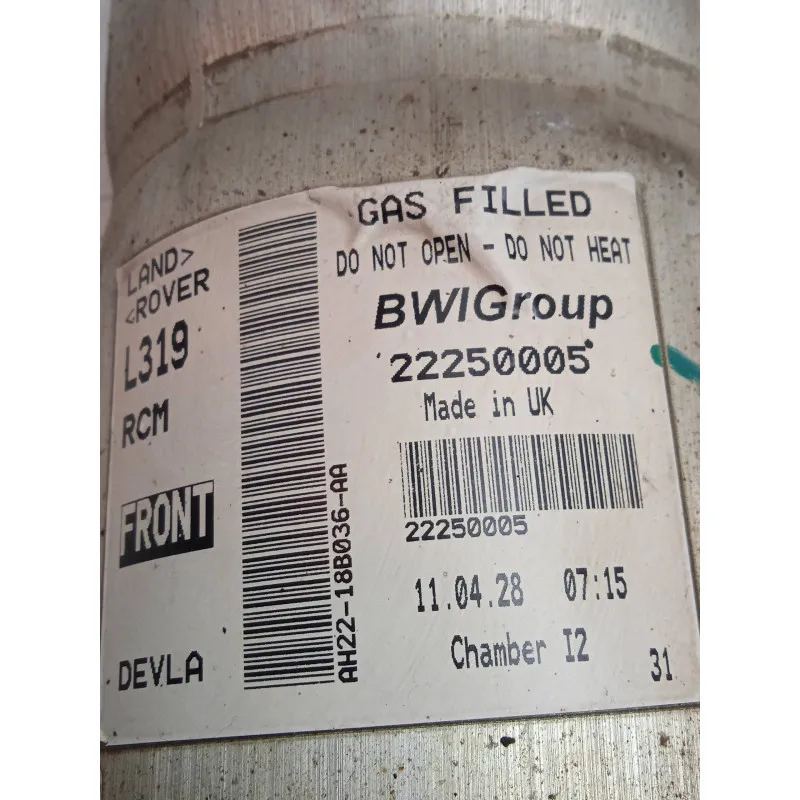 GAS FILLED
DO NOT OPEN - DO NOT HEAT
LAND>
<ROVER
BWIGroup
L319
22250005
Made in UK
RCM
FRONT
AH22-18B036-AA
22250005
11.04.28 07:15
Chamber I2
DEVLA
31